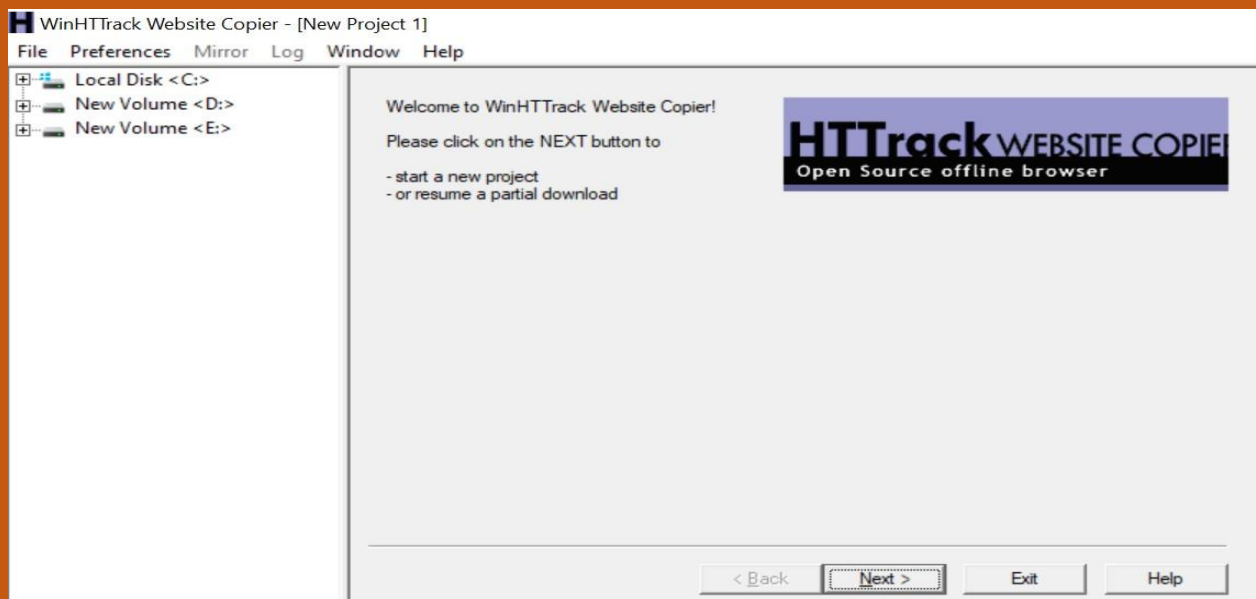 WinHTTrack Website Copier - [New Project 1]
File Preferences Mirror Log Window Help
Local Disk <C:>
New Volume <D:>
New Volume <E:>
Welcome to WinHTTrack Website Copier!
Please click on the NEXT button to
- start a new project
- or resume a partial download
HTTrack WEBSITE COPIE
Open Source offline browser
< Back Next > Exit Help